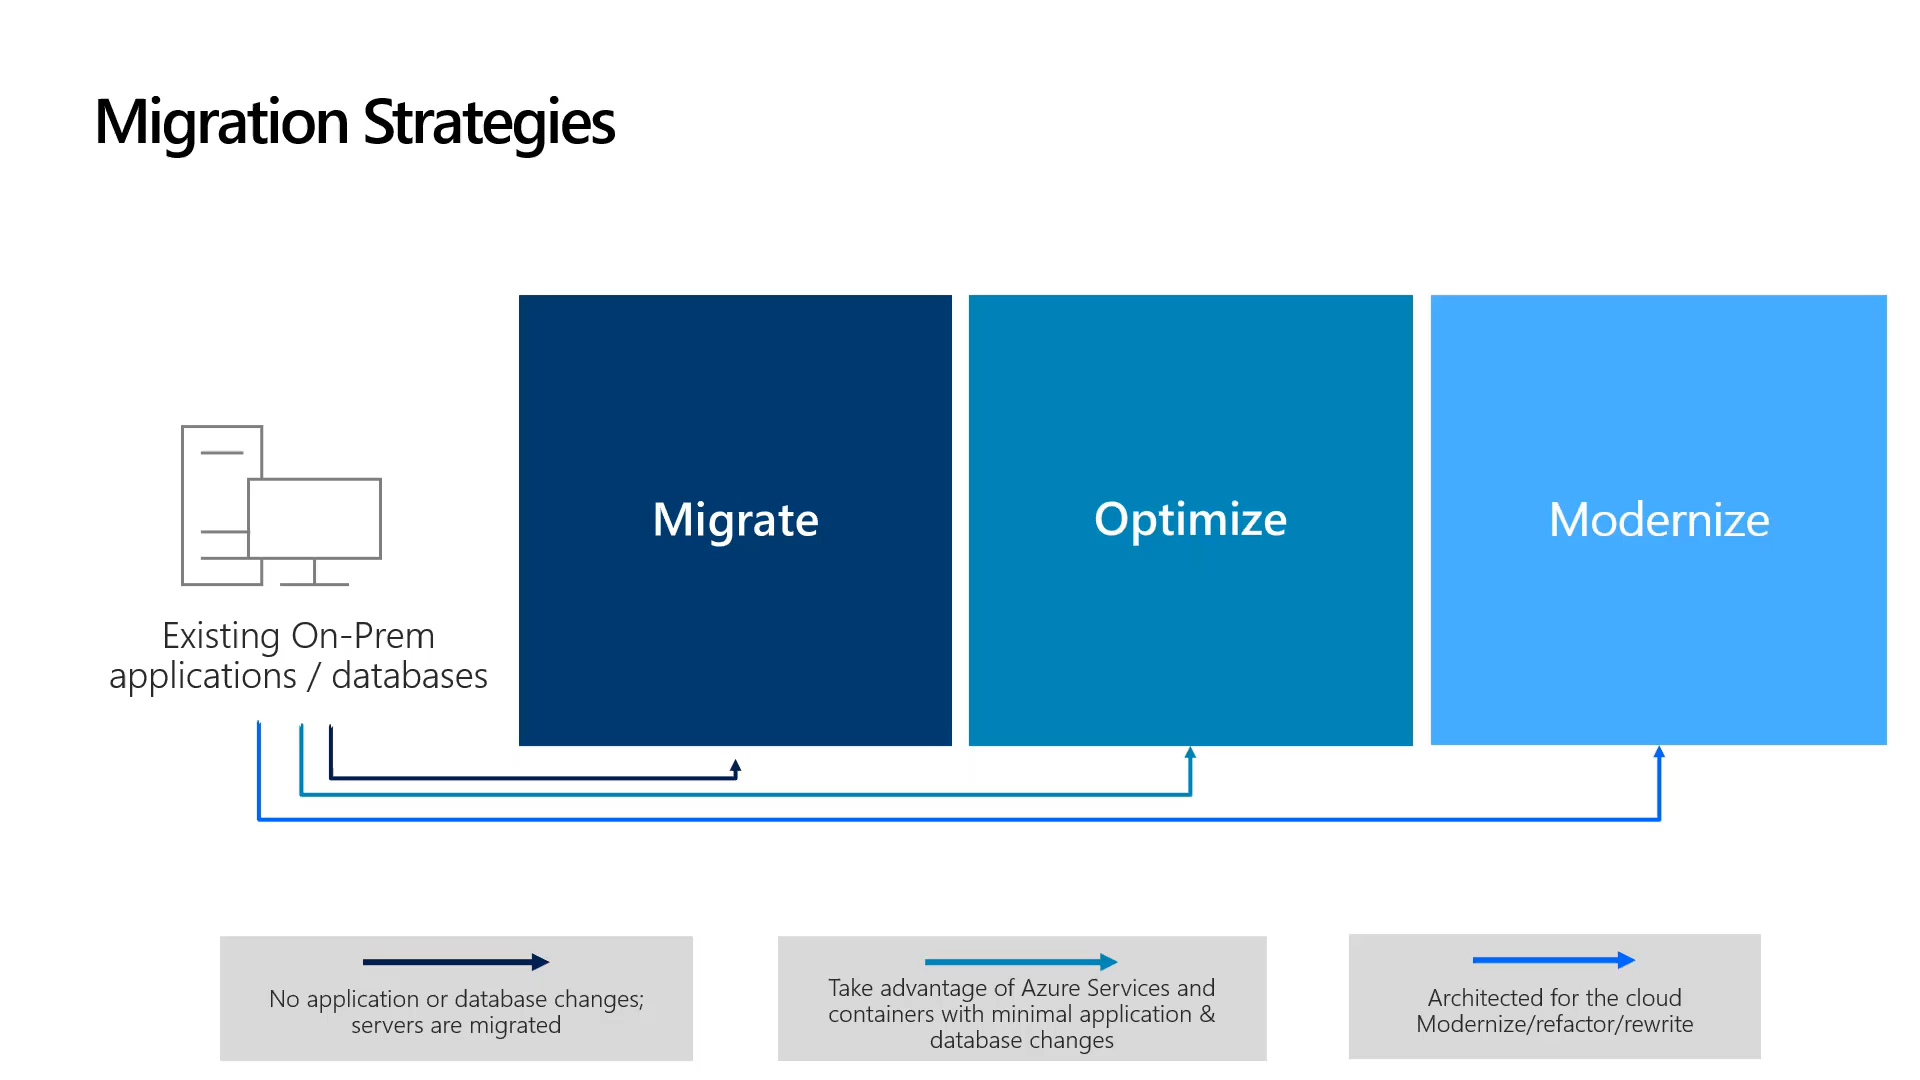 Migration Strategies
Migrate
Optimize
Modernize
Existing On-Prem
applications / databases
No application or database changes;
servers are migrated
Take advantage of Azure Services and
containers with minimal application &
database changes
Architected for the cloud
Modernize/refactor/rewrite